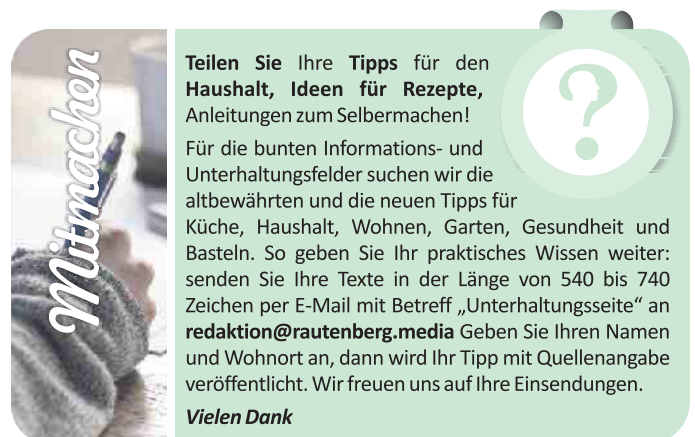 Mitmachen
Teilen Sie Ihre Tipps für den
Haushalt, Ideen für Rezepte,
Anleitungen zum Selbermachen!
Für die bunten Informations- und
Unterhaltungsfelder suchen wir die
altbewährten und die neuen Tipps für
Küche, Haushalt, Wohnen, Garten, Gesundheit und
Basteln. So geben Sie Ihr praktisches Wissen weiter:
senden Sie Ihre Texte in der Länge von 540 bis 740
Zeichen per E-Mail mit Betreff „Unterhaltungsseite“ an
redaktion@rautenberg.media Geben Sie Ihren Namen
und Wohnort an, dann wird Ihr Tipp mit Quellenangabe
veröffentlicht. Wir freuen uns auf Ihre Einsendungen.
Vielen Dank
?